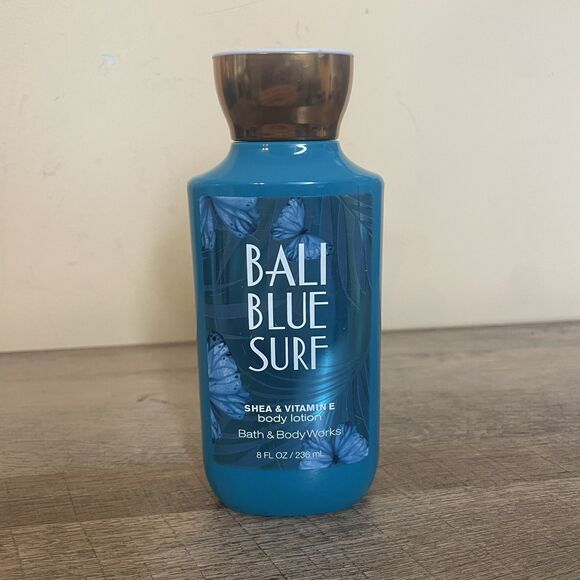 BALI
BLUE
SURF
SHEA & VITAMIN E
body lotion
Bath & Body Works
8 FL OZ / 236 mL